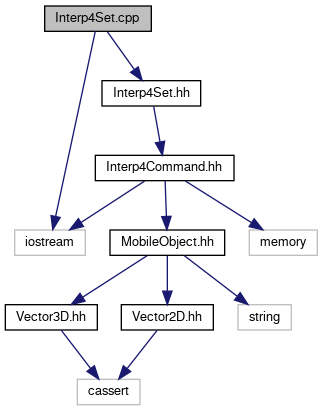 Interp4Set.cpp
Interp4Set.hh
Interp4Command.hh
iostream
MobileObject.hh
memory
Vector3D.hh
Vector2D.hh
string
cassert